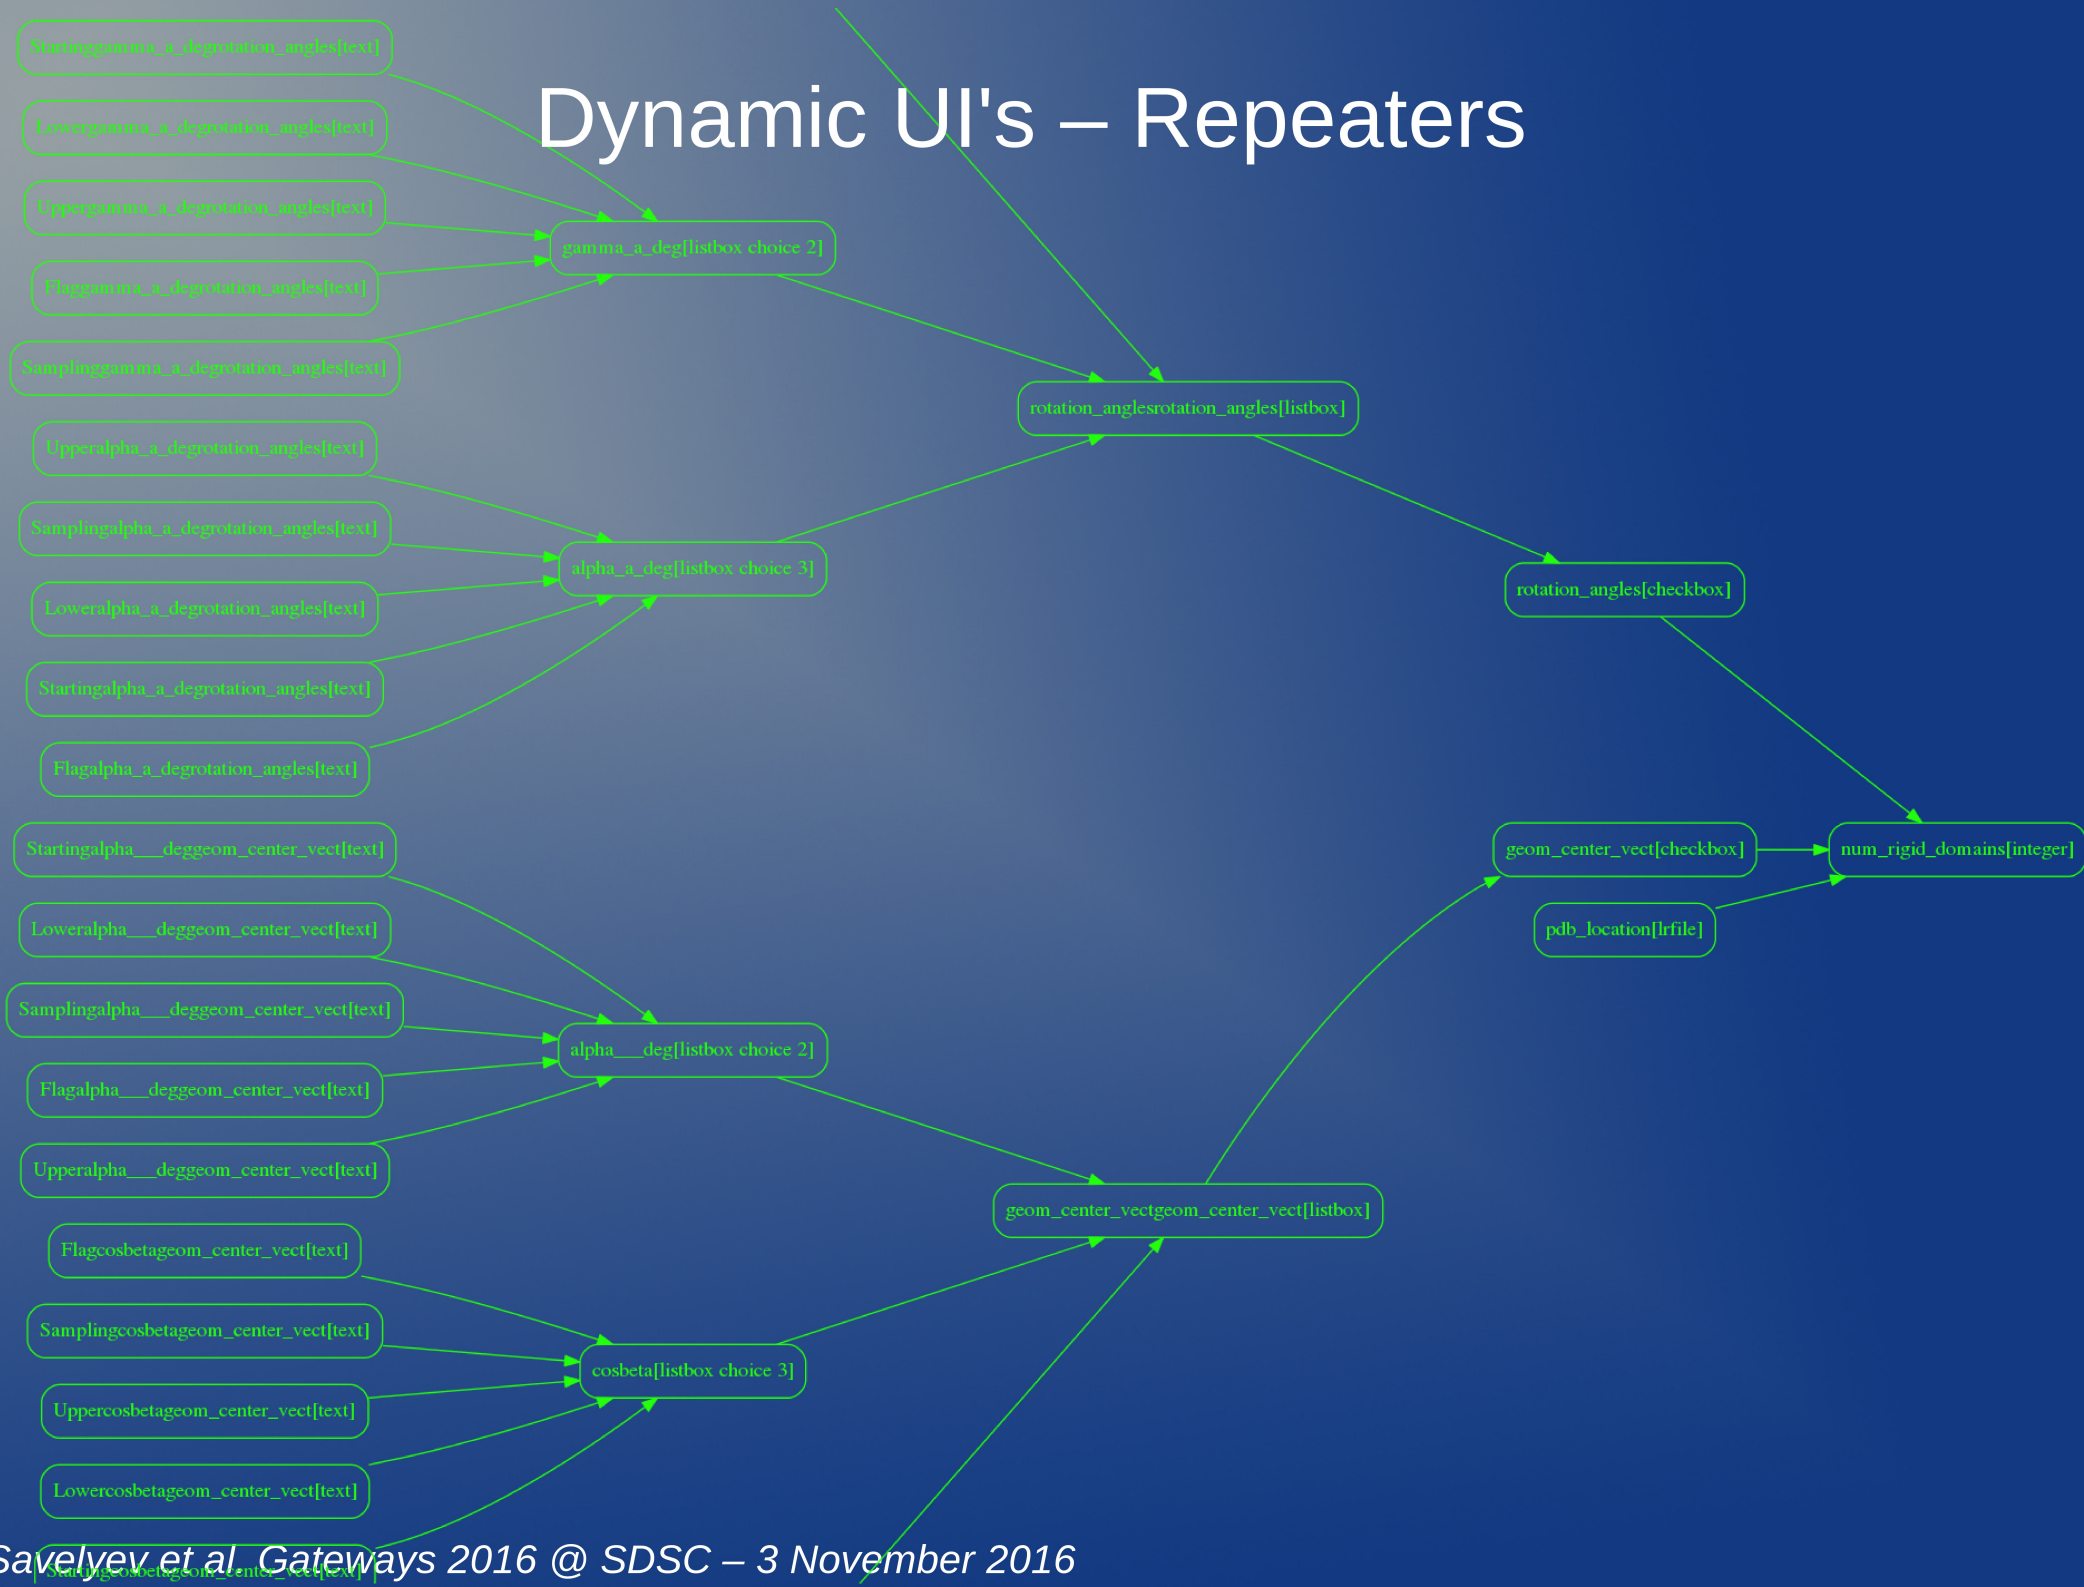 Dynamic UI's – Repeaters
Startinggamma_a_degrotation_angles[text]
Lowergamma_a_degrotation_angles[text]
Uppergamma_a_degrotation_angles[text]
Flaggamma_a_degrotation_angles[text]
Samplinggamma_a_degrotation_angles[text]
Upperalpha_a_degrotation_angles[text]
Samplingalpha_a_degrotation_angles[text]
Loweralpha_a_degrotation_angles[text]
Startingalpha_a_degrotation_angles[text]
Flagalpha_a_degrotation_angles[text]
Startingalpha___deggeom_center_vect[text]
Loweralpha___deggeom_center_vect[text]
Samplingalpha___deggeom_center_vect[text]
Flagalpha___deggeom_center_vect[text]
Upperalpha___deggeom_center_vect[text]
Flagcosbetageom_center_vect[text]
Samplingcosbetageom_center_vect[text]
Uppercosbetageom_center_vect[text]
Lowercosbetageom_center_vect[text]
Startingcosbetageom_center_vect[text]
gamma_a_deg[listbox choice 2]
alpha_a_deg[listbox choice 3]
alpha___deg[listbox choice 2]
cosbeta[listbox choice 3]
rotation_anglesrotation_angles[listbox]
geom_center_vectgeom_center_vect[listbox]
rotation_angles[checkbox]
geom_center_vect[checkbox]
pdb_location[lrfile]
num_rigid_domains[integer]
Savelyev et al. Gateways 2016 @ SDSC – 3 November 2016